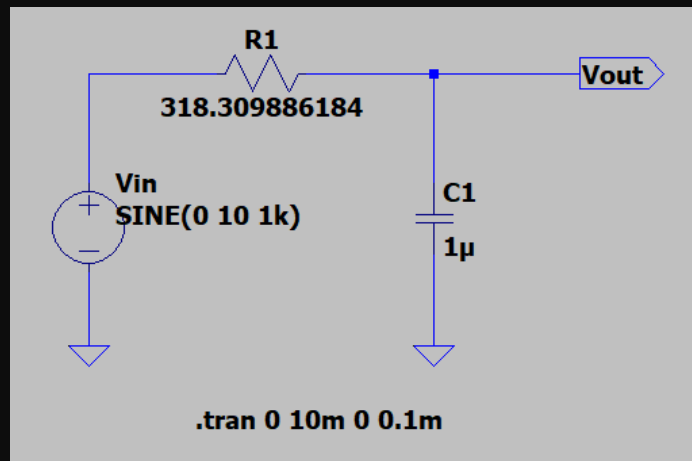 R1
318.309886184
Vout
Vin
SINE(0 10 1k)
C1
1µ
.tran 0 10m 0 0.1m